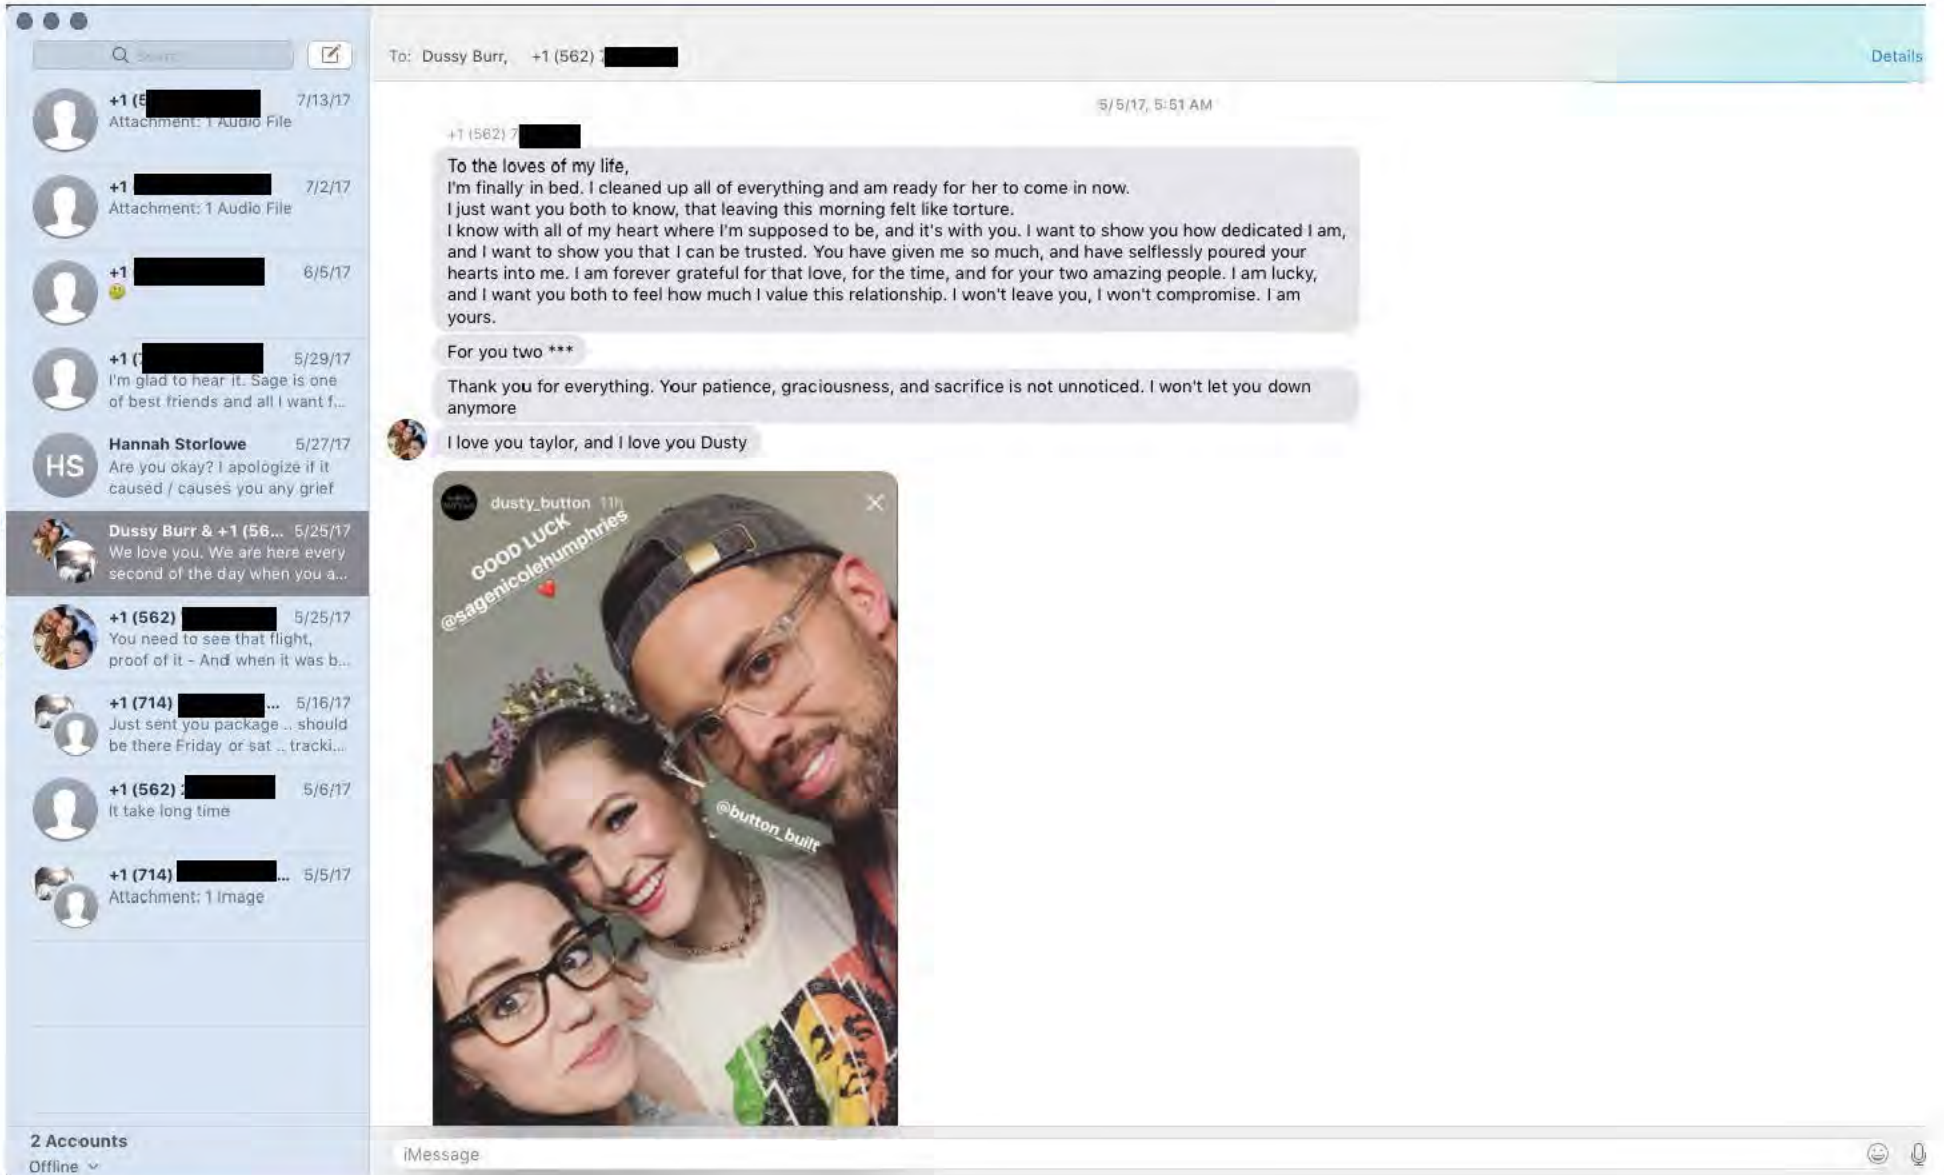 Search
+1 (5
7/13/17
Attachment: 1 Audio File
+1
7/2/17
Attachment: 1 Audio File
+1
6/5/17
+1 (7
5/29/17
I'm glad to hear it. Sage is one
of best friends and all I want f...
HS
Hannah Storlowe
5/27/17
Are you okay? I apologize if it
caused / causes you any grief
Dussy Burr & +1 (56...
5/25/17
We love you. We are here every
second of the day when you a...
+1 (562)
5/25/17
You need to see that flight,
proof of it - And when it was b...
+1 (714)
...
5/16/17
Just sent you package .. should
be there Friday or sat .. tracki...
+1 (562)
5/6/17
It take long time
+1 (714)
...
5/5/17
Attachment: 1 Image
2 Accounts
Offline
To: Dussy Burr, +1 (562)
Details
5/5/17, 5:51 AM
+1 (562) 7
To the loves of my life,
I'm finally in bed. I cleaned up all of everything and am ready for her to come in now.
I just want you both to know, that leaving this morning felt like torture.
I know with all of my heart where I'm supposed to be, and it's with you. I want to show you how dedicated I am,
and I want to show you that I can be trusted. You have given me so much, and have selflessly poured your
hearts into me. I am forever grateful for that love, for the time, and for your two amazing people. I am lucky,
and I want you both to feel how much I value this relationship. I won't leave you, I won't compromise. I am
yours.
For you two ***
Thank you for everything. Your patience, graciousness, and sacrifice is not unnoticed. I won't let you down
anymore
I love you taylor, and I love you Dusty
dusty_button 11h
GOOD LUCK
@sagenicolehumphries
@button_built
iMessage